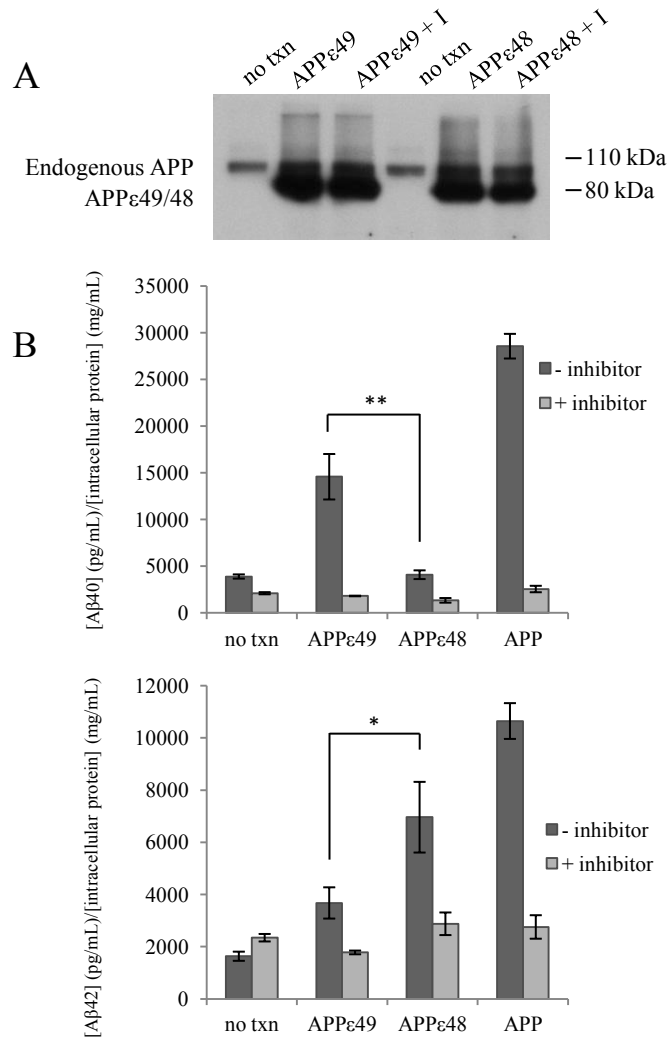 A
no txn
APPε49
APPε49 + I
no txn
APPε48
APPε48 + I
Endogenous APP
APPε49/48
–110 kDa
–80 kDa
B
[Aβ40] (pg/mL)/[intracellular protein] (mg/mL)
35000
30000
25000
20000
15000
10000
5000
0
**
- inhibitor
+ inhibitor
no txn
APPε49
APPε48
APP
[Aβ42] (pg/mL)/[intracellular protein] (mg/mL)
12000
10000
8000
6000
4000
2000
0
*
- inhibitor
+ inhibitor
no txn
APPε49
APPε48
APP